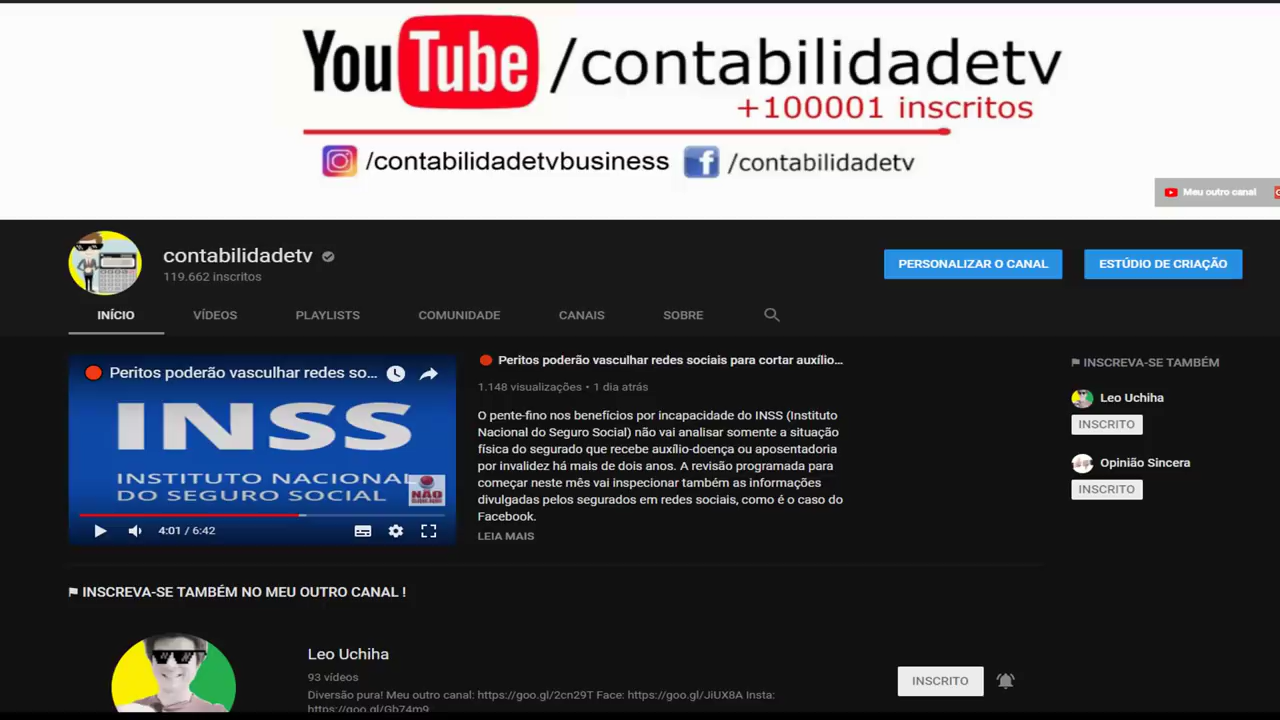 YouTube /contabilidadetv
+100001 inscritos
/contabilidadetvbusiness /contabilidadetv
Meu outro canal
contabilidadetv
119.662 inscritos
PERSONALIZAR O CANAL
ESTÚDIO DE CRIAÇÃO
INÍCIO VÍDEOS PLAYLISTS COMUNIDADE CANAIS SOBRE
Peritos poderão vasculhar redes so...
INSS
INSTITUTO NACIONAL
DO SEGURO SOCIAL
NÃO
4:01 / 6:42
Peritos poderão vasculhar redes sociais para cortar auxílio...
1.148 visualizações • 1 dia atrás
O pente-fino nos benefícios por incapacidade do INSS (Instituto
Nacional do Seguro Social) não vai analisar somente a situação
física do segurado que recebe auxílio-doença ou aposentadoria
por invalidez há mais de dois anos. A revisão programada para
começar neste mês vai inspecionar também as informações
divulgadas pelos segurados em redes sociais, como é o caso do
Facebook.
LEIA MAIS
INSCREVA-SE TAMBÉM
Leo Uchiha
INSCRITO
Opinião Sincera
INSCRITO
INSCREVA-SE TAMBÉM NO MEU OUTRO CANAL !
Leo Uchiha
93 vídeos
Diversão pura! Meu outro canal: https://goo.gl/2cn29T Face: https://goo.gl/JiUX8A Insta:
https://goo.gl/Gb74m9
INSCRITO